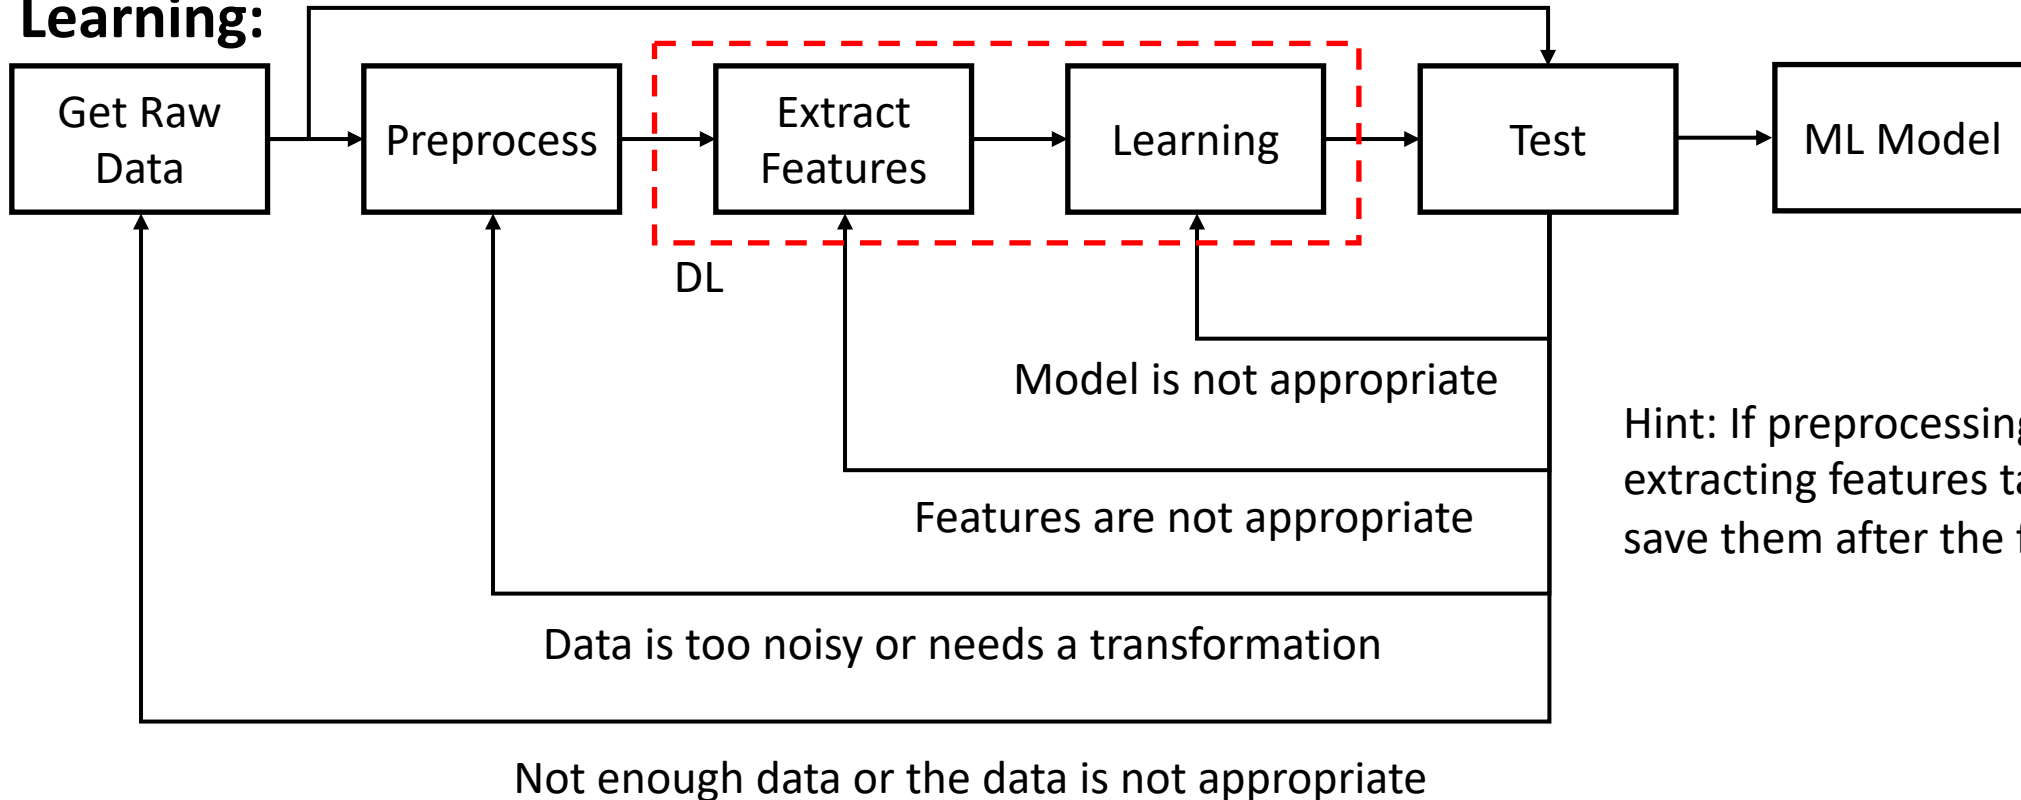 Learning:
Get Raw
Data
Preprocess
Extract
Features
Learning
Test
ML Model
DL
Model is not appropriate
Hint: If preprocessing
extracting features
save them after the
Features are not appropriate
Data is too noisy or needs a transformation
Not enough data or the data is not appropriate